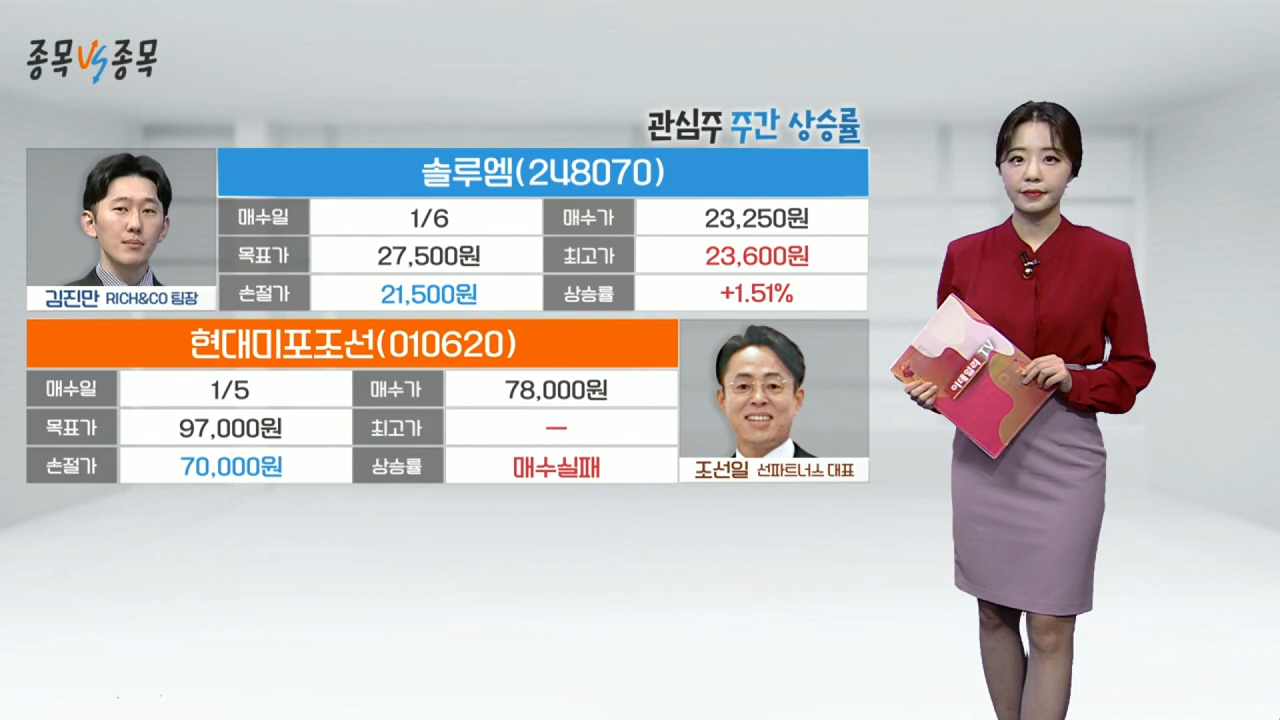 종목 VS 종목
관심주 주간 상승률
솔루엠(248070)
매수일 1/6 매수가 23,250원
목표가 27,500원 최고가 23,600원
손절가 21,500원 상승률 +1.51%
김진만 RICH&CO 팀장
현대미포조선(010620)
매수일 1/5 매수가 78,000원
목표가 97,000원 최고가 —
손절가 70,000원 상승률 매수실패
조선일 선파트너스 대표
이데일리 TV